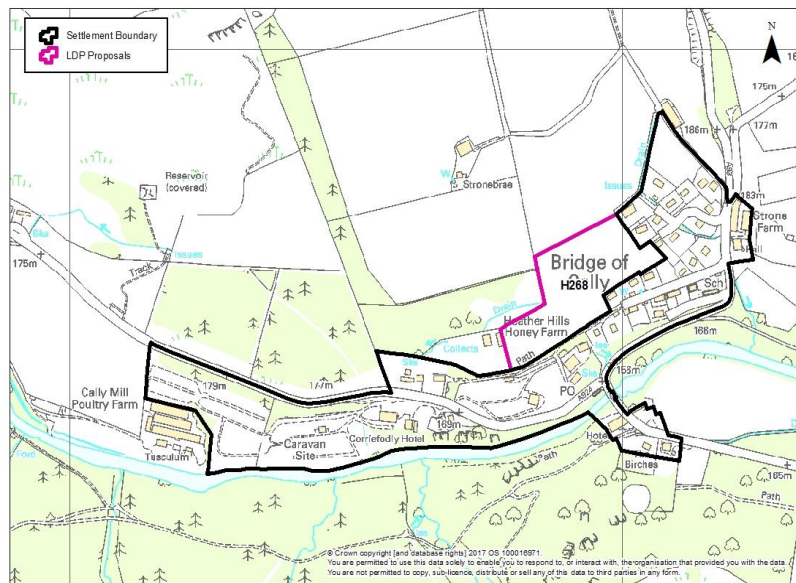 Settlement Boundary
LDP Proposals
N
175m
177m
186m
A93
183m
Drain
Issues
Strone
Farm
Hall
Reservoir
(covered)
W
Stronebrae
Issues
175m
Track
Bridge of
Cally
H268
Sch
Drain
Heather Hills
Honey Farm
Collects
Path
166m
153m
PO
179m
177m
Cally Mill
Poultry Farm
169m
Caravan
Site
Corriefodly Hotel
Tusculum
Ford
Hotel
Birches
165m
Path
Path
© Crown copyright [and database rights] 2017 OS 100016971.
You are permitted to use this data solely to enable you to respond to, or interact with, the organisation that provided you with the data.
You are not permitted to copy, sub-licence, distribute or sell any of this data to third parties in any form.